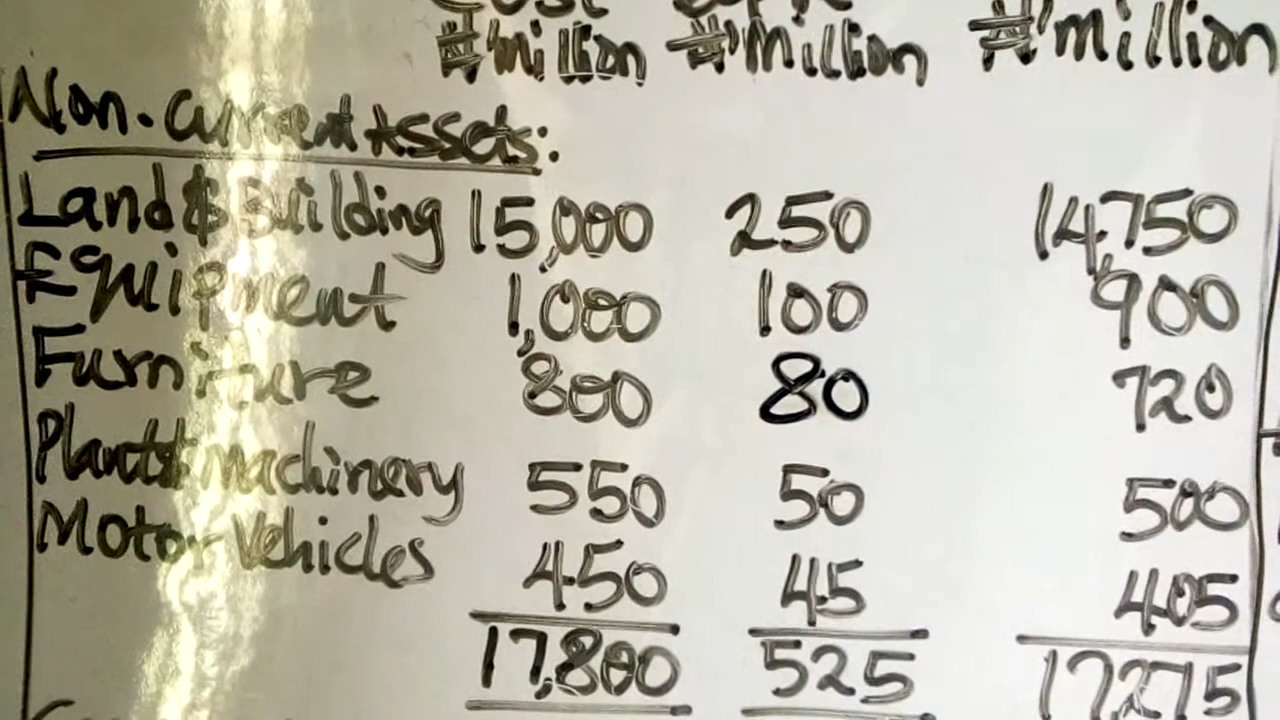 Cost
#'million #'million #'million
Non-current Assets:
Land & Building 15,000 250 14,750
Equipment 1,000 100 900
Furniture 800 80 720
Plant & machinery 550 50 500
Motor Vehicles 450 45 405
17,800 525 17,275